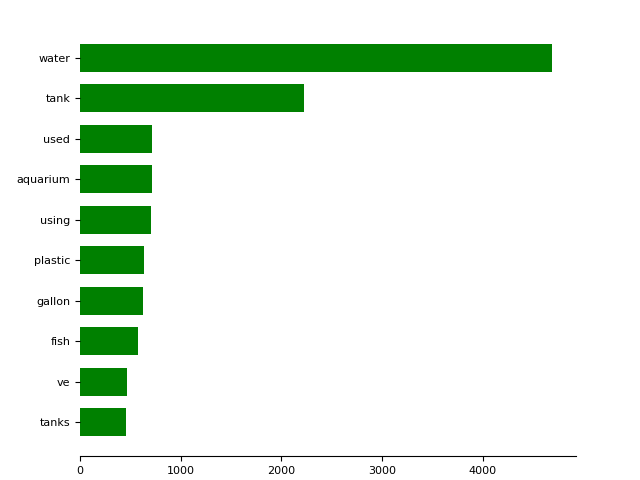 water
tank
used
aquarium
using
plastic
gallon
fish
ve
tanks
0 1000 2000 3000 4000